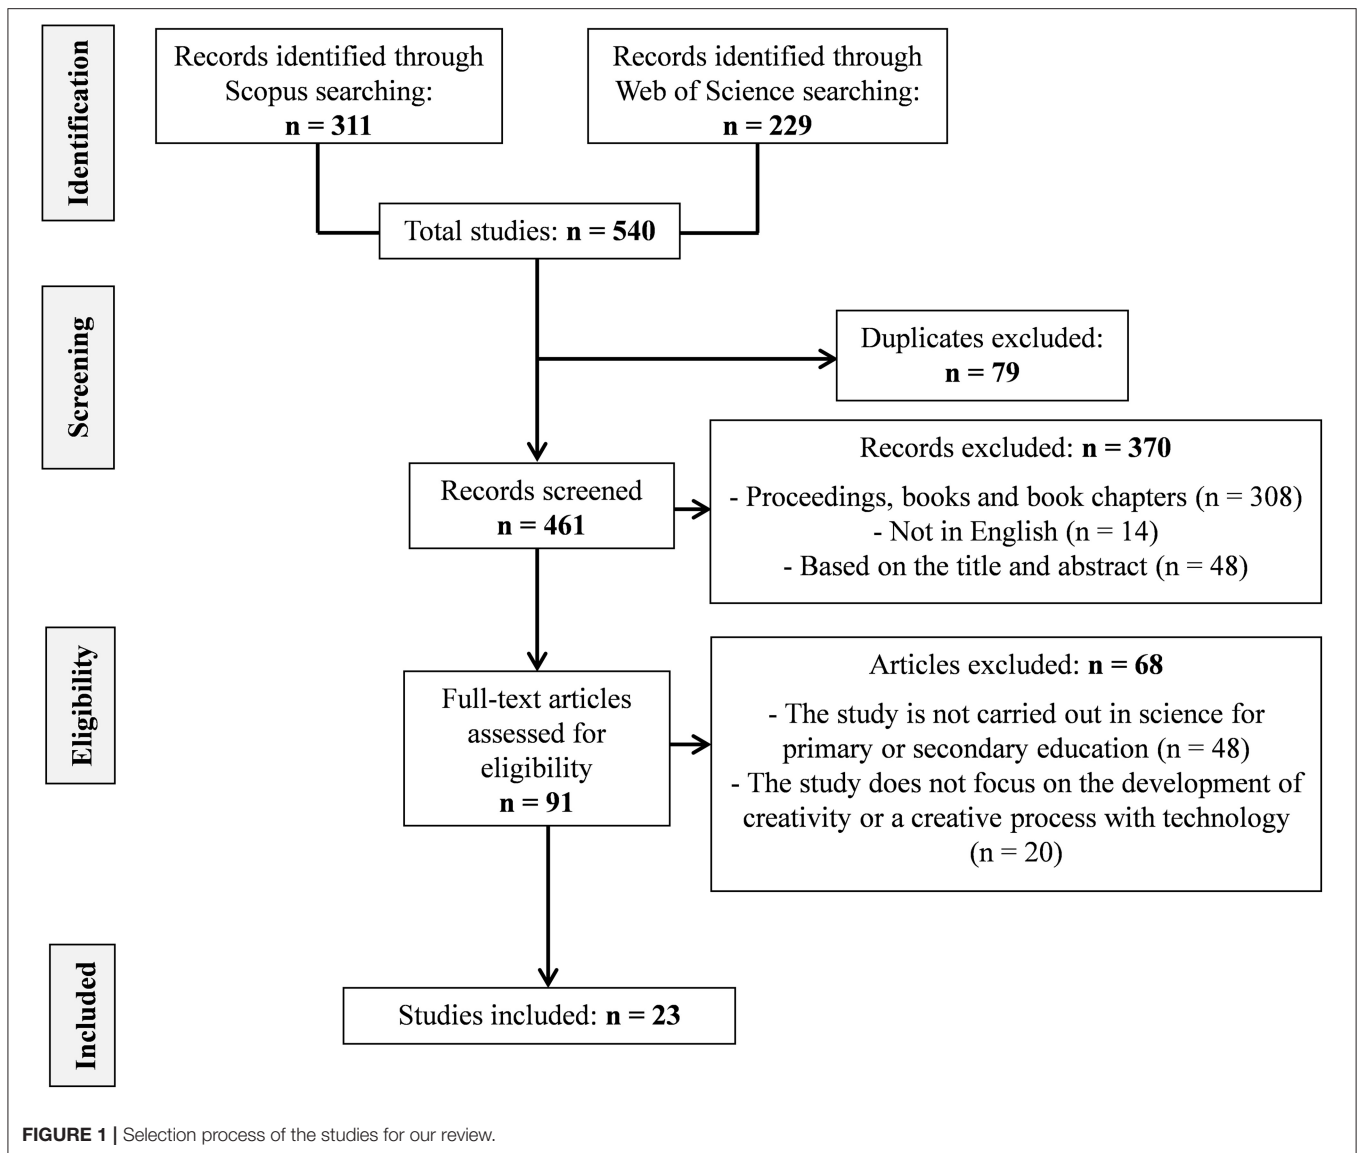 Identification
Records identified through
Scopus searching:
n = 311
Records identified through
Web of Science searching:
n = 229
Total studies: n = 540
Screening
Duplicates excluded:
n = 79
Records screened
n = 461
Records excluded: n = 370
- Proceedings, books and book chapters (n = 308)
- Not in English (n = 14)
- Based on the title and abstract (n = 48)
Eligibility
Full-text articles
assessed for
eligibility
n = 91
Articles excluded: n = 68
- The study is not carried out in science for
primary or secondary education (n = 48)
- The study does not focus on the development of
creativity or a creative process with technology
(n = 20)
Included
Studies included: n = 23
FIGURE 1 | Selection process of the studies for our review.